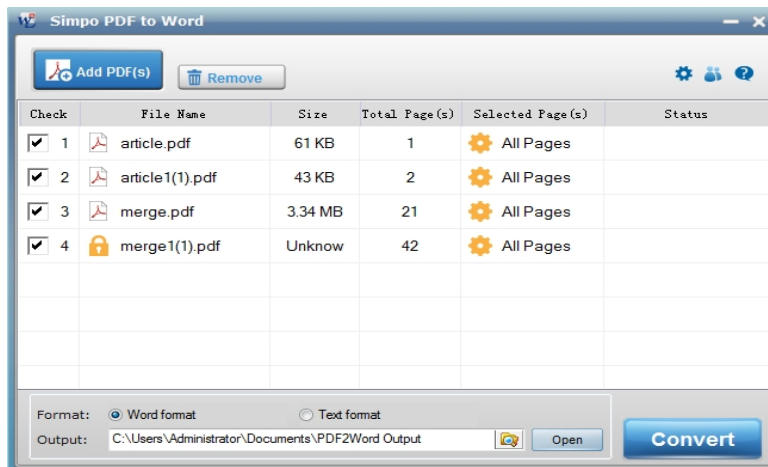 Simpo PDF to Word
Add PDF(s) Remove
Check File Name Size Total Page(s) Selected Page(s) Status
1 article.pdf 61 KB 1 All Pages
2 article1(1).pdf 43 KB 2 All Pages
3 merge.pdf 3.34 MB 21 All Pages
4 merge1(1).pdf Unknow 42 All Pages
Format: Word format Text format
Output: C:\Users\Administrator\Documents\PDF2Word Output Open
Convert